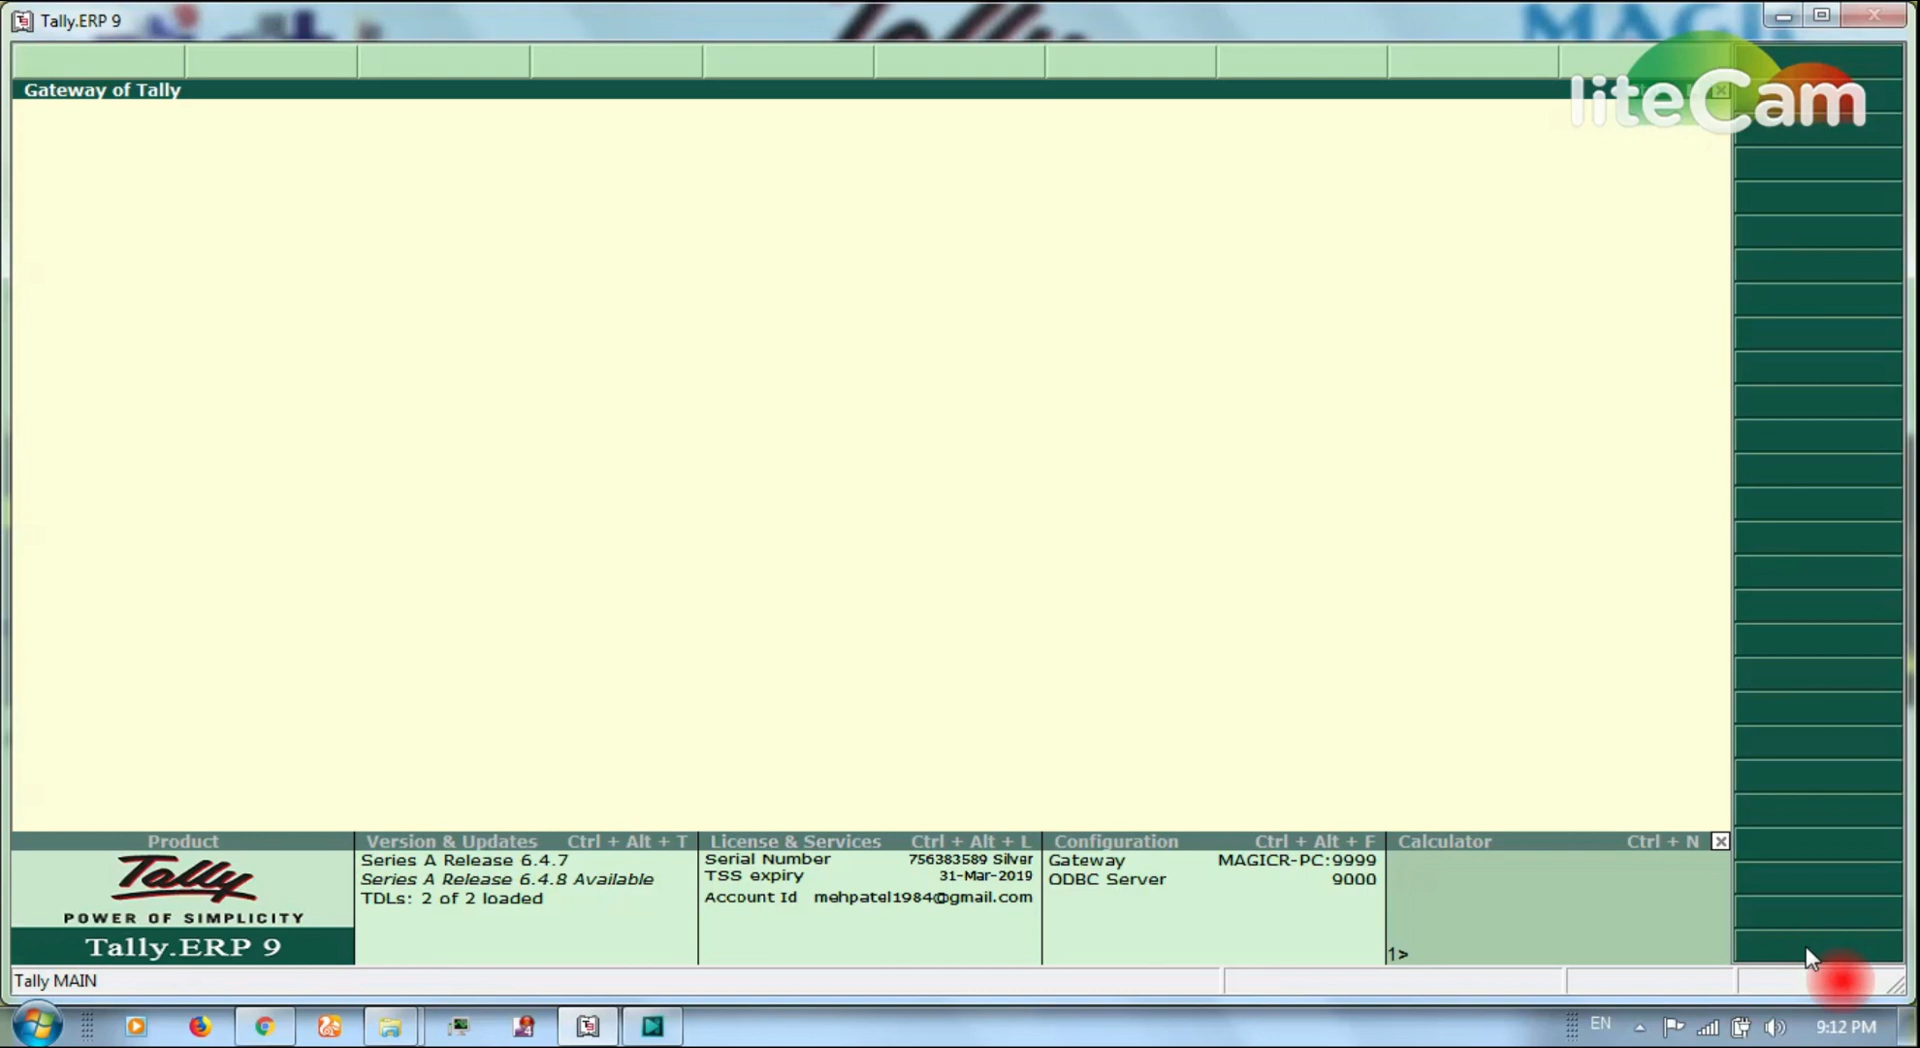 Tally.ERP 9
Gateway of Tally
liteCam
Product
Tally
POWER OF SIMPLICITY
Tally.ERP 9
Version & Updates Ctrl + Alt + T
Series A Release 6.4.7
Series A Release 6.4.8 Available
TDLs: 2 of 2 loaded
License & Services Ctrl + Alt + L
Serial Number 756383589 Silver
TSS expiry 31-Mar-2019
Account Id mehpatel1984@gmail.com
Configuration Ctrl + Alt + F
Gateway MAGICR-PC:9999
ODBC Server 9000
Calculator Ctrl + N
1>
Tally MAIN
EN
9:12 PM